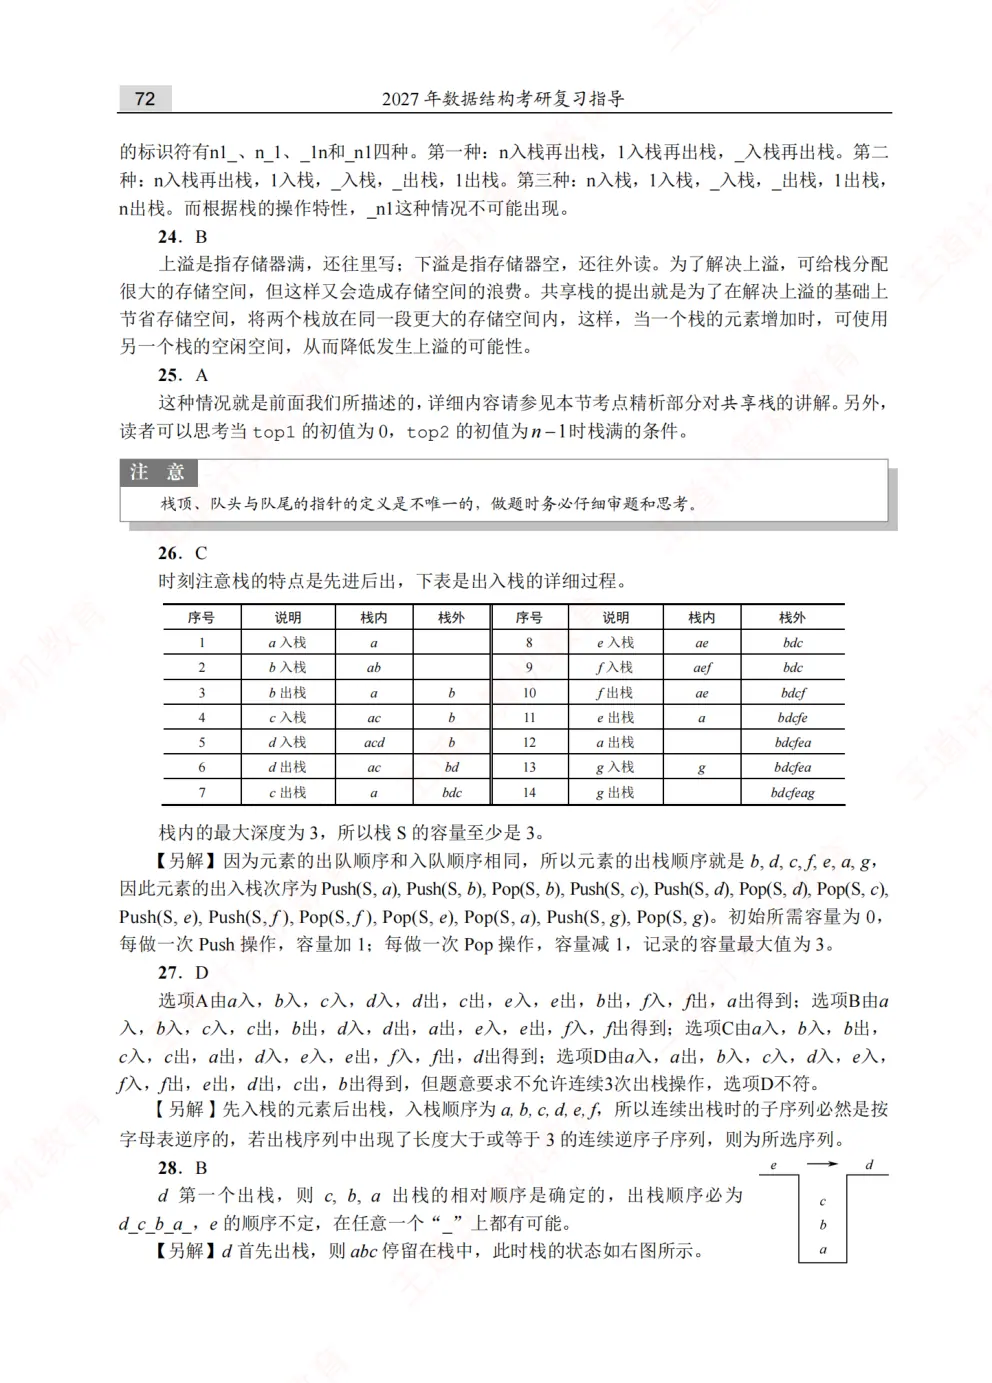 72
2027 年数据结构考研复习指导
的标识符有n1_、n_1、_1n和_n1四种。第一种：n入栈再出栈，1入栈再出栈，_入栈再出栈。第二
种：n入栈再出栈，1入栈，_入栈，_出栈，1出栈。第三种：n入栈，1入栈，_入栈，_出栈，1出栈，
n出栈。而根据栈的操作特性，_n1这种情况不可能出现。
24．B
上溢是指存储器满，还往里写；下溢是指存储器空，还往外读。为了解决上溢，可给栈分配
很大的存储空间，但这样又会造成存储空间的浪费。共享栈的提出就是为了在解决上溢的基础上
节省存储空间，将两个栈放在同一段更大的存储空间内，这样，当一个栈的元素增加时，可使用
另一个栈的空闲空间，从而降低发生上溢的可能性。
25．A
这种情况就是前面我们所描述的，详细内容请参见本节考点精析部分对共享栈的讲解。另外，
读者可以思考当 top1 的初值为 0，top2 的初值为 n－1时栈满的条件。
注 意
栈顶、队头与队尾的指针的定义是不唯一的，做题时务必仔细审题和思考。
26．C
时刻注意栈的特点是先进后出，下表是出入栈的详细过程。
序号 说明 栈内 栈外 序号 说明 栈内 栈外
1 a 入栈 a 8 e 入栈 ae bdc
2 b 入栈 ab 9 f 入栈 aef bdc
3 b 出栈 a b 10 f 出栈 ae bdcf
4 c 入栈 ac b 11 e 出栈 a bdcfe
5 d 入栈 acd b 12 a 出栈 bdcfea
6 d 出栈 ac bd 13 g 入栈 g bdcfea
7 c 出栈 a bdc 14 g 出栈 bdcfeag
栈内的最大深度为 3，所以栈 S 的容量至少是 3。
【另解】因为元素的出队顺序和入队顺序相同，所以元素的出栈顺序就是 b, d, c, f, e, a, g，
因此元素的出入栈次序为 Push(S, a), Push(S, b), Pop(S, b), Push(S, c), Push(S, d), Pop(S, d), Pop(S, c),
Push(S, e), Push(S, f ), Pop(S, f ), Pop(S, e), Pop(S, a), Push(S, g), Pop(S, g)。初始所需容量为 0，
每做一次 Push 操作，容量加 1；每做一次 Pop 操作，容量减 1，记录的容量最大值为 3。
27．D
选项A由a入，b入，c入，d入，d出，c出，e入，e出，b出，f入，f出，a出得到；选项B由a
入，b入，c入，c出，b出，d入，d出，a出，e入，e出，f入，f出得到；选项C由a入，b入，b出，
c入，c出，a出，d入，e入，e出，f入，f出，d出得到；选项D由a入，a出，b入，c入，d入，e入，
f入，f出，e出，d出，c出，b出得到，但题意要求不允许连续3次出栈操作，选项D不符。
【另解】先入栈的元素后出栈，入栈顺序为 a, b, c, d, e, f，所以连续出栈时的子序列必然是按
字母表逆序的，若出栈序列中出现了长度大于或等于 3 的连续逆序子序列，则为所选序列。
28．B
d 第一个出栈，则 c, b, a 出栈的相对顺序是确定的，出栈顺序必为
d_c_b_a_，e 的顺序不定，在任意一个“_”上都有可能。
【另解】d 首先出栈，则 abc 停留在栈中，此时栈的状态如右图所示。
e d
c
b
a